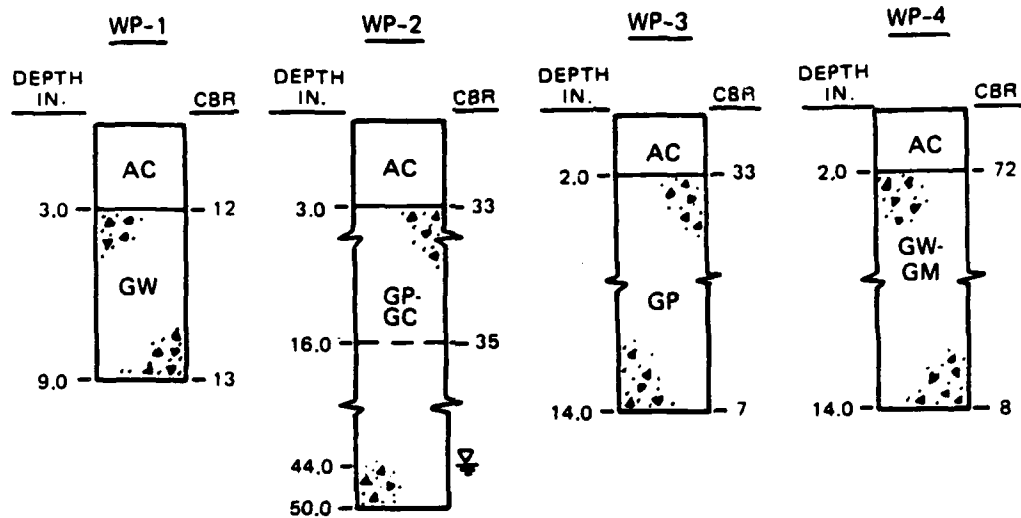 WP-1
DEPTH
IN.
CBR
AC
3.0
12
GW
9.0
13
WP-2
DEPTH
IN.
CBR
AC
3.0
33
GP-
GC
16.0
35
44.0
50.0
WP-3
DEPTH
IN.
CBR
AC
2.0
33
GP
14.0
7
WP-4
DEPTH
IN.
CBR
AC
2.0
72
GW-
GM
14.0
8